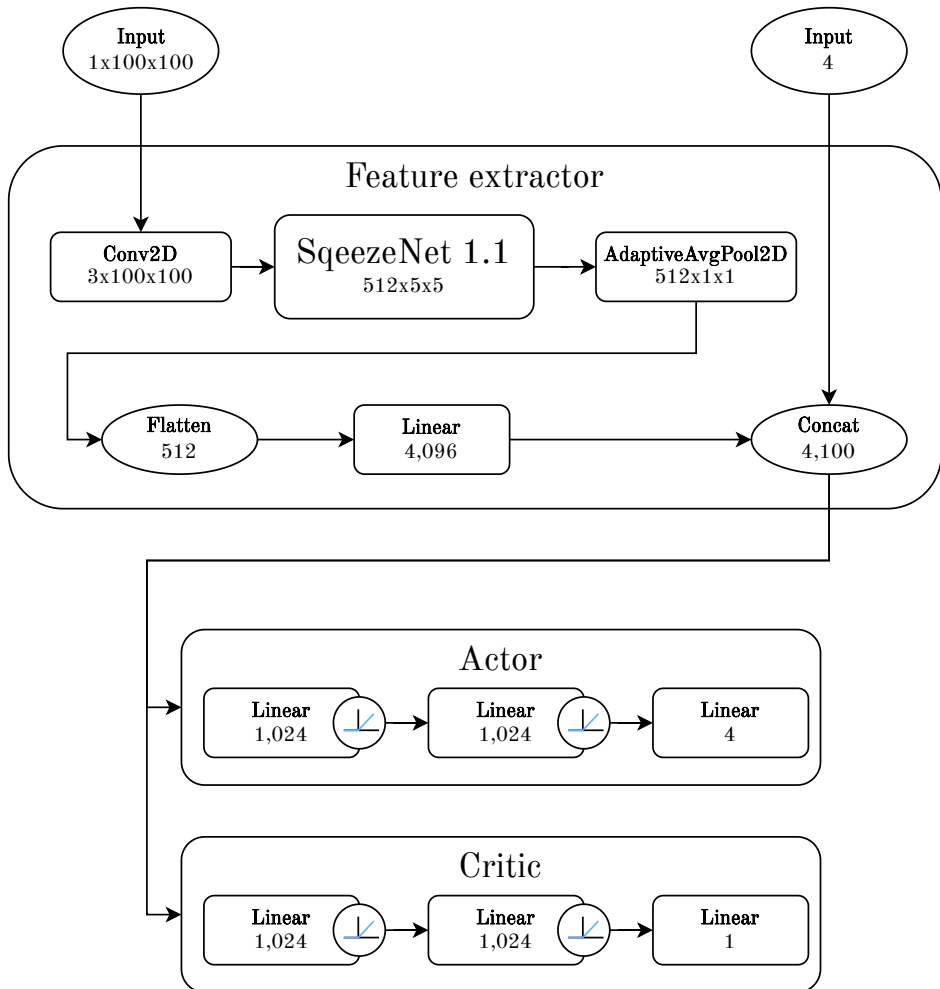 Input
1x100x100
Input
4
Feature extractor
Conv2D
3x100x100
SqeezeNet 1.1
512x5x5
AdaptiveAvgPool2D
512x1x1
Flatten
512
Linear
4,096
Concat
4,100
Actor
Linear
1,024
Linear
1,024
Linear
4
Critic
Linear
1,024
Linear
1,024
Linear
1